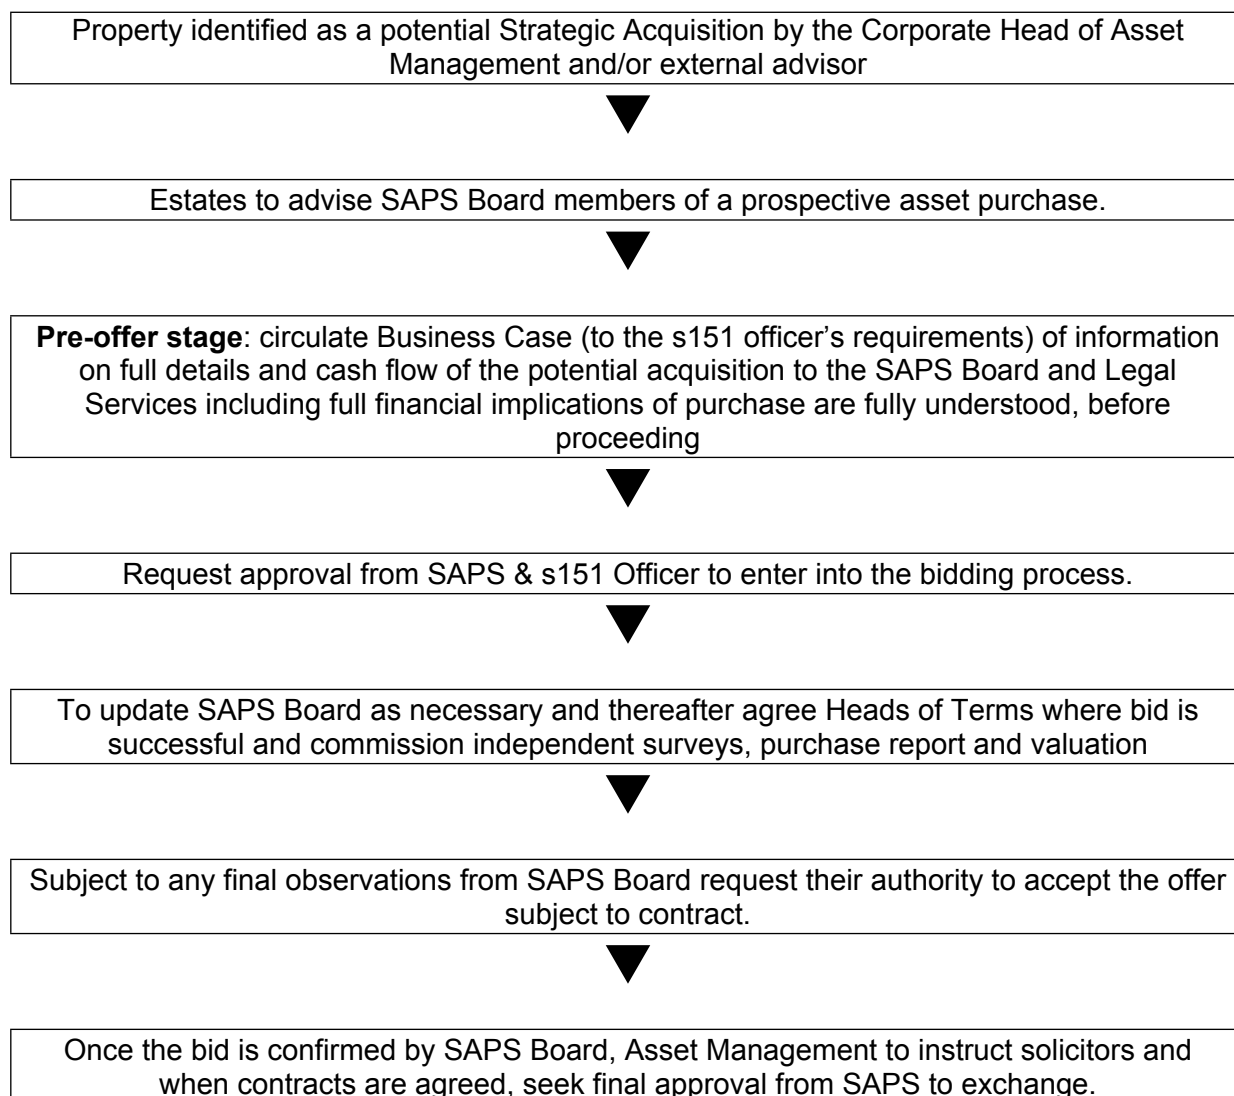 Property identified as a potential Strategic Acquisition by the Corporate Head of Asset
Management and/or external advisor
Estates to advise SAPS Board members of a prospective asset purchase.
Pre-offer stage: circulate Business Case (to the s151 officer’s requirements) of information
on full details and cash flow of the potential acquisition to the SAPS Board and Legal
Services including full financial implications of purchase are fully understood, before
proceeding
Request approval from SAPS & s151 Officer to enter into the bidding process.
To update SAPS Board as necessary and thereafter agree Heads of Terms where bid is
successful and commission independent surveys, purchase report and valuation
Subject to any final observations from SAPS Board request their authority to accept the offer
subject to contract.
Once the bid is confirmed by SAPS Board, Asset Management to instruct solicitors and
when contracts are agreed, seek final approval from SAPS to exchange.